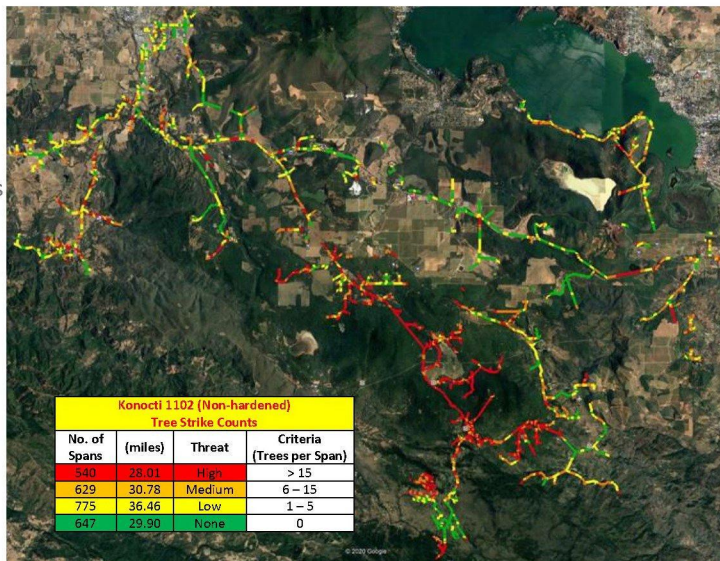 Konocti 1102 (Non-hardened)
Tree Strike Counts
No. of Spans (miles) Threat Criteria (Trees per Span)
540 28.01 High > 15
629 30.78 Medium 6 – 15
775 36.46 Low 1 – 5
647 29.90 None 0
© 2020 Google